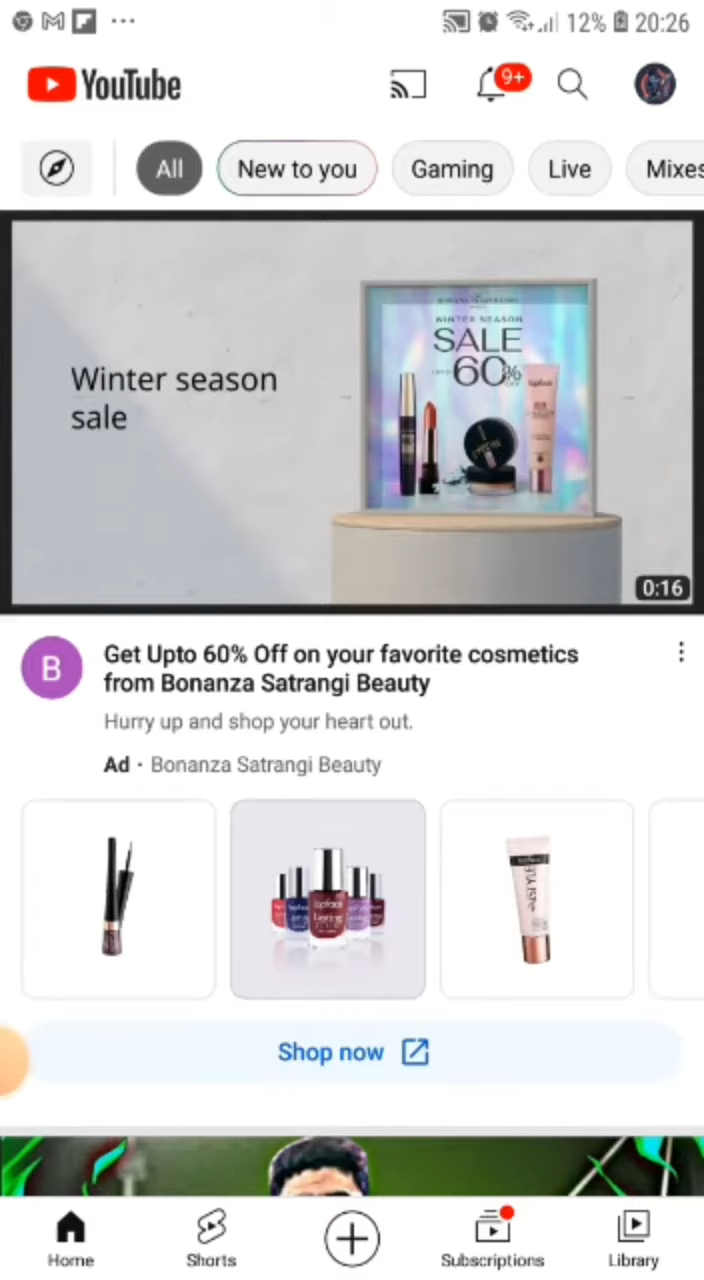 12% 20:26
YouTube
9+
All New to you Gaming Live Mixes
WINTER SEASON
SALE
60%
Winter season
sale
0:16
B
Get Upto 60% Off on your favorite cosmetics
from Bonanza Satrangi Beauty
Hurry up and shop your heart out.
Ad · Bonanza Satrangi Beauty
Shop now
Home Shorts Subscriptions Library